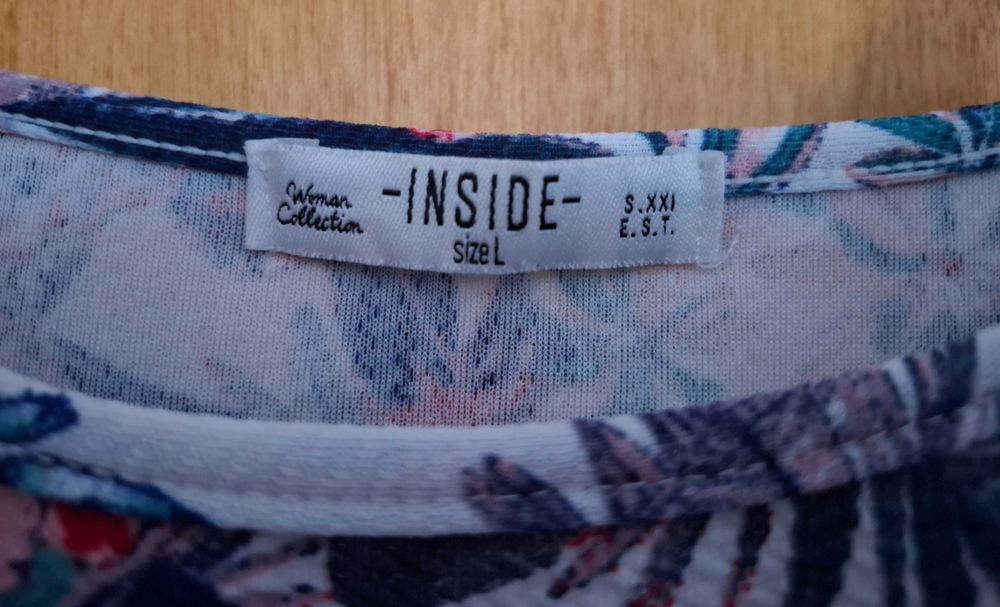 Woman
Collection
-INSIDE-
size L
S.XXI
E.S.T.